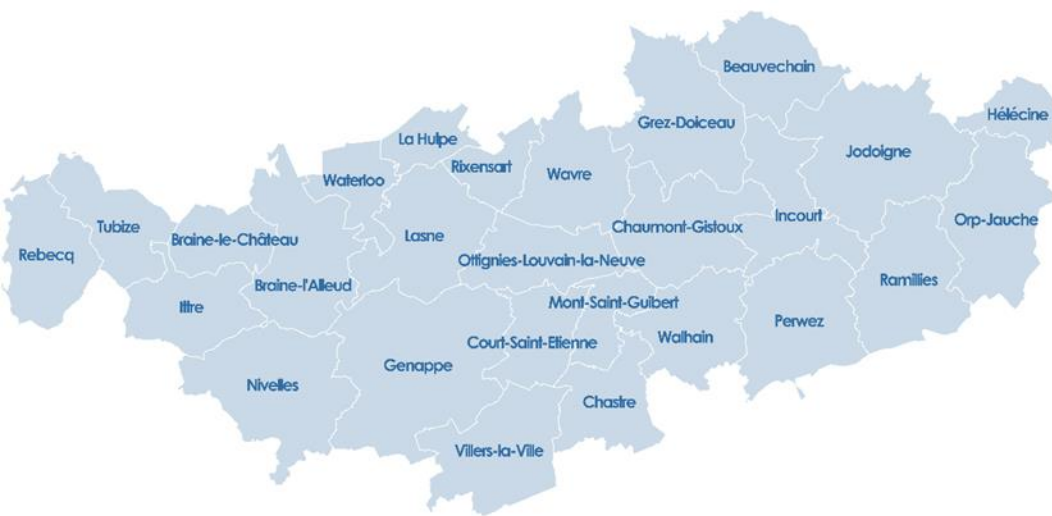 Beauvechain
Hélécine
Grez-Doiceau
La Hulpe
Jodoigne
Rixensart
Wavre
Waterloo
Incourt
Orp-Jauche
Tubize
Chaumont-Gistoux
Lasne
Braine-le-Château
Rebecq
Ottignies-Louvain-la-Neuve
Ramillies
Braine-l'Alleud
Mont-Saint-Guibert
Ittre
Perwez
Walhain
Court-Saint-Etienne
Genappe
Nivelles
Chastre
Villers-la-Ville